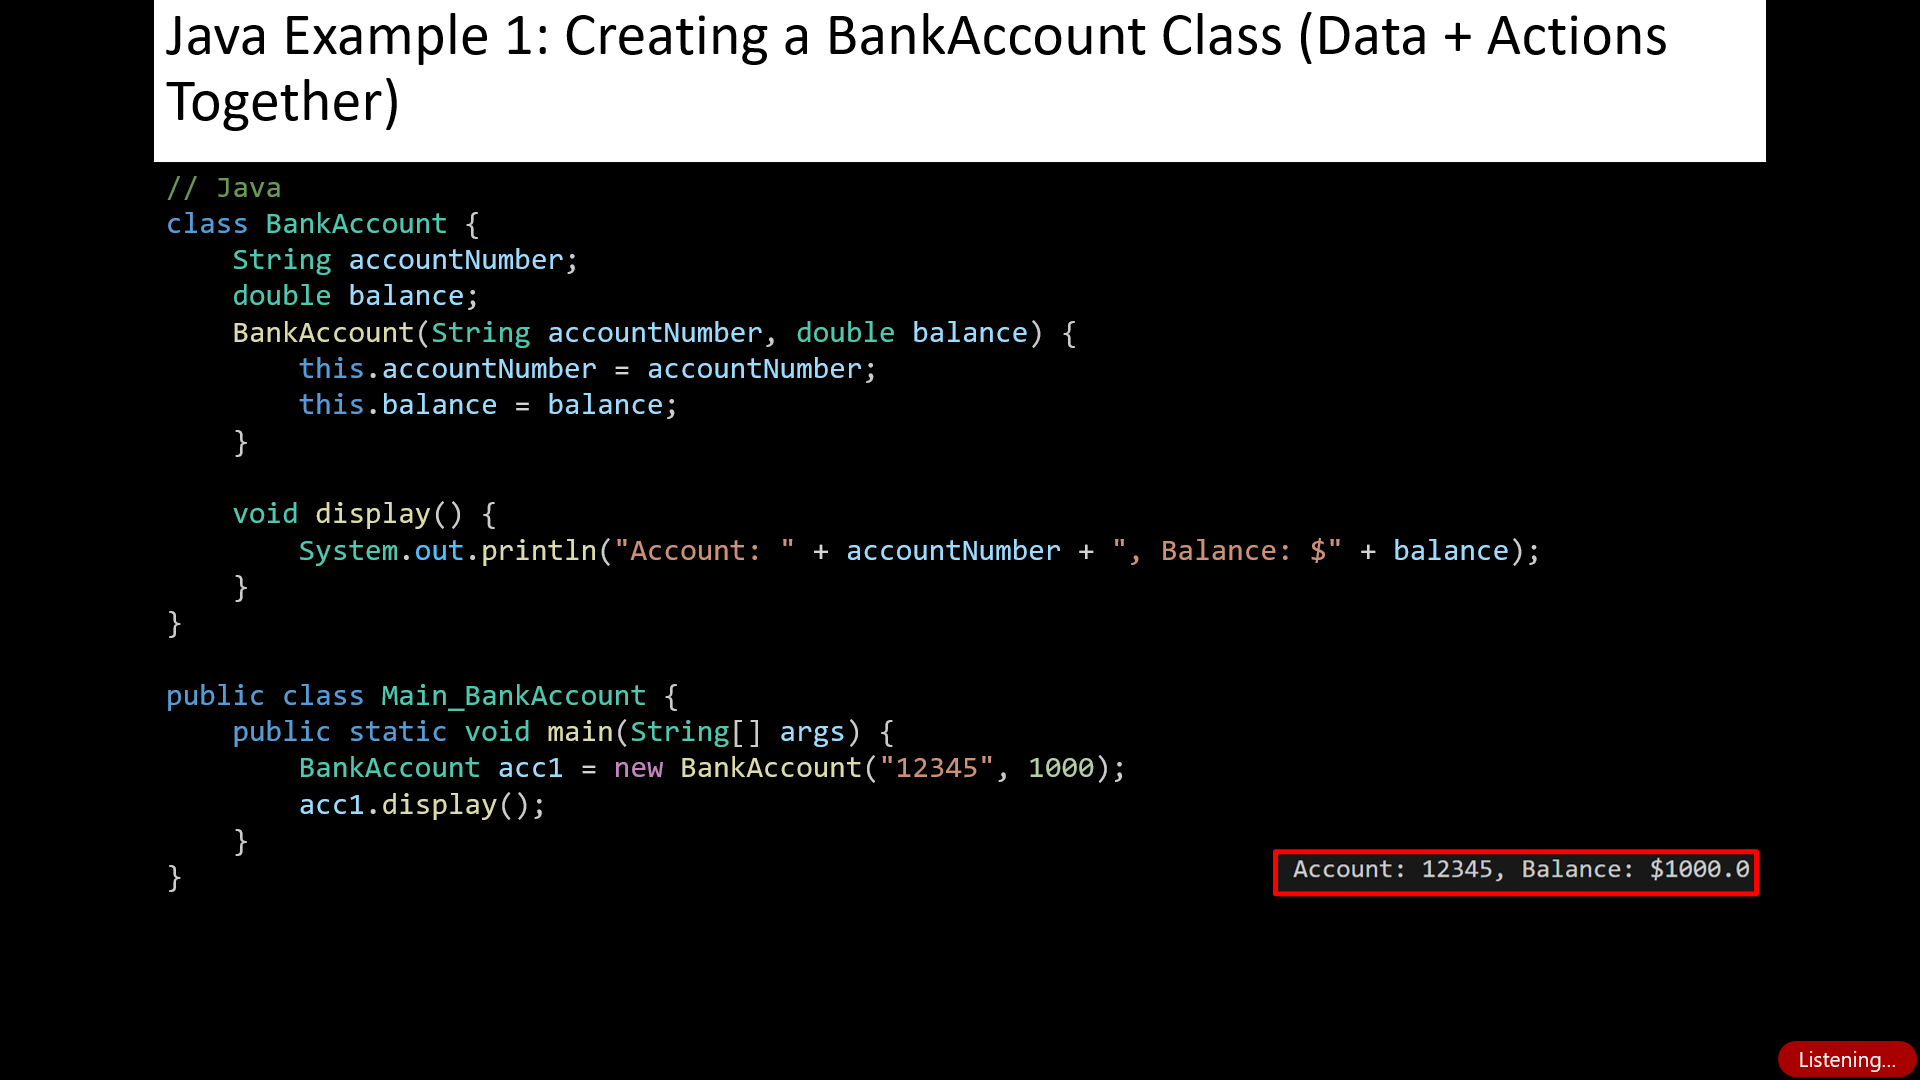 Java Example 1: Creating a BankAccount Class (Data + Actions
Together)
// Java
class BankAccount {
    String accountNumber;
    double balance;
    BankAccount(String accountNumber, double balance) {
        this.accountNumber = accountNumber;
        this.balance = balance;
    }

    void display() {
        System.out.println("Account: " + accountNumber + ", Balance: $" + balance);
    }
}

public class Main_BankAccount {
    public static void main(String[] args) {
        BankAccount acc1 = new BankAccount("12345", 1000);
        acc1.display();
    }
}
Account: 12345, Balance: $1000.0
Listening...